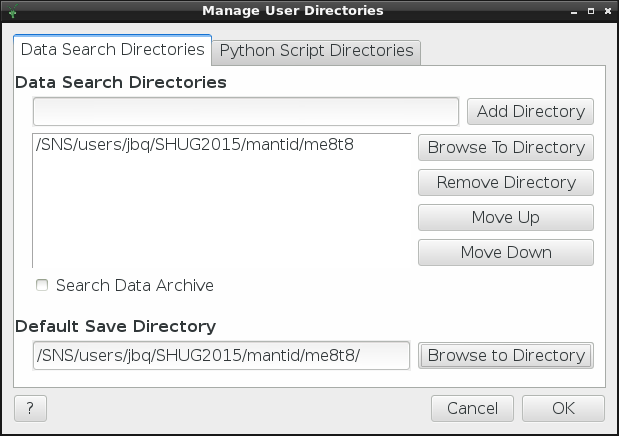 Manage User Directories
Data Search Directories
Python Script Directories
Data Search Directories
Add Directory
/SNS/users/jbq/SHUG2015/mantid/me8t8
Browse To Directory
Remove Directory
Move Up
Move Down
Search Data Archive
Default Save Directory
/SNS/users/jbq/SHUG2015/mantid/me8t8/
Browse to Directory
?
Cancel
OK